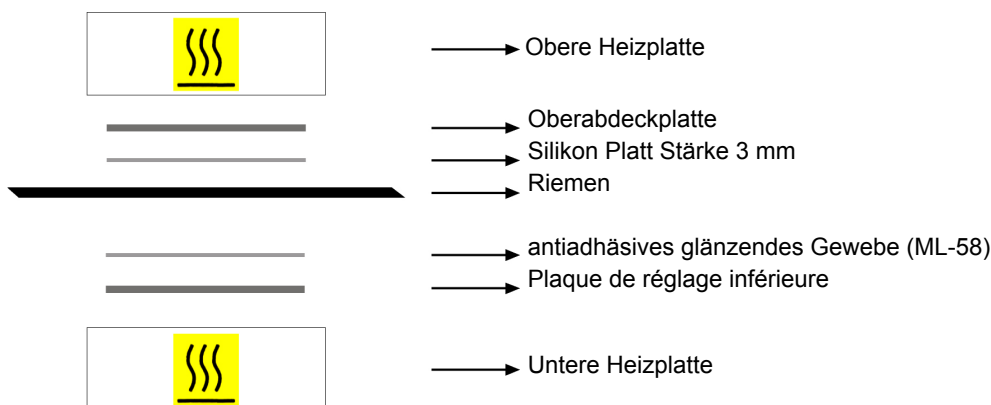 Obere Heizplatte
Oberabdeckplatte
Silikon Platt Stärke 3 mm
Riemen
antiadhäsives glänzendes Gewebe (ML-58)
Plaque de réglage inférieure
Untere Heizplatte